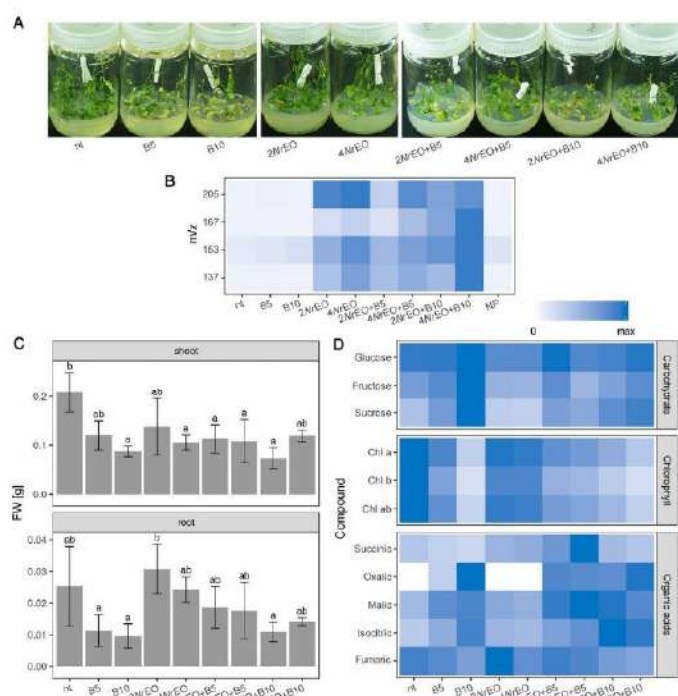 A
nt B5 B10 2NrEO 4NrEO 2NrEO+B5 4NrEO+B5 2NrEO+B10 4NrEO+B10
B
m/z
205
167
153
137
nt B5 B10 2NrEO 4NrEO 2NrEO+B5 4NrEO+B5 2NrEO+B10 4NrEO+B10 NP
0 max
C
FW [g]
shoot
0.2
0.1
0.0
b ab a ab a a a a ab
root
0.04
0.03
0.02
0.01
0.00
ab a a b ab ab ab a ab
nt B5 B10
D
Compound
Glucose
Fructose
Sucrose
Carbohydrate
Chl a
Chl b
Chl ab
Chlorophyll
Succinic
Oxalic
Malic
Isocitric
Fumaric
Organic acids
nt B5 B10